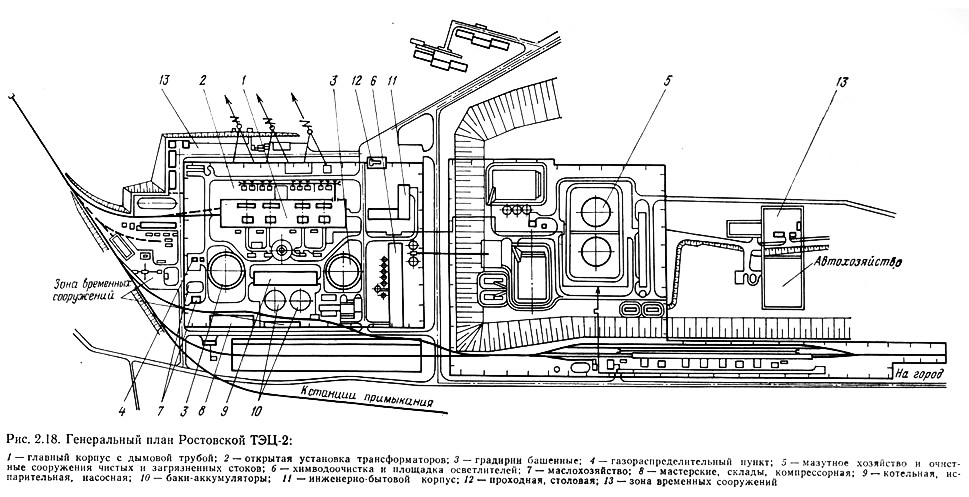 13 2 1 3 12 6 11 5 13
Зона временных
сооружений
Автохозяйство
4 7 3 8 9 10
К станции примыкания
На город
Рис. 2.18. Генеральный план Ростовской ТЭЦ-2:
1 — главный корпус с дымовой трубой; 2 — открытая установка трансформаторов; 3 — градирни башенные; 4 — газораспределительный пункт; 5 — мазутное хозяйство и очист-
ные сооружения чистых и загрязненных стоков; 6 — химводоочистка и площадка осветлителей; 7 — маслохозяйство; 8 — мастерские, склады, компрессорная; 9 — котельная, ис-
парительная, насосная; 10 — баки-аккумуляторы; 11 — инженерно-бытовой корпус; 12 — проходная, столовая; 13 — зона временных сооружений